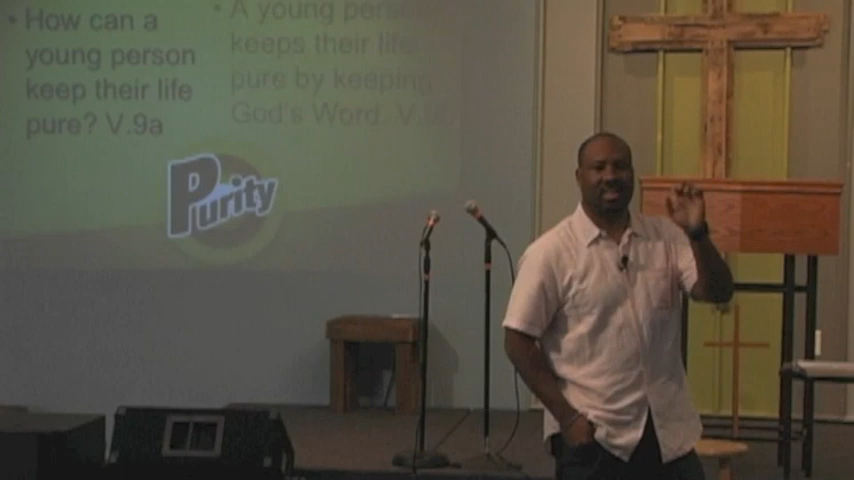 • How can a
young person
keep their life
pure? V.9a
• A young person
keeps their life
pure by keeping
God's Word. V.9b
Purity